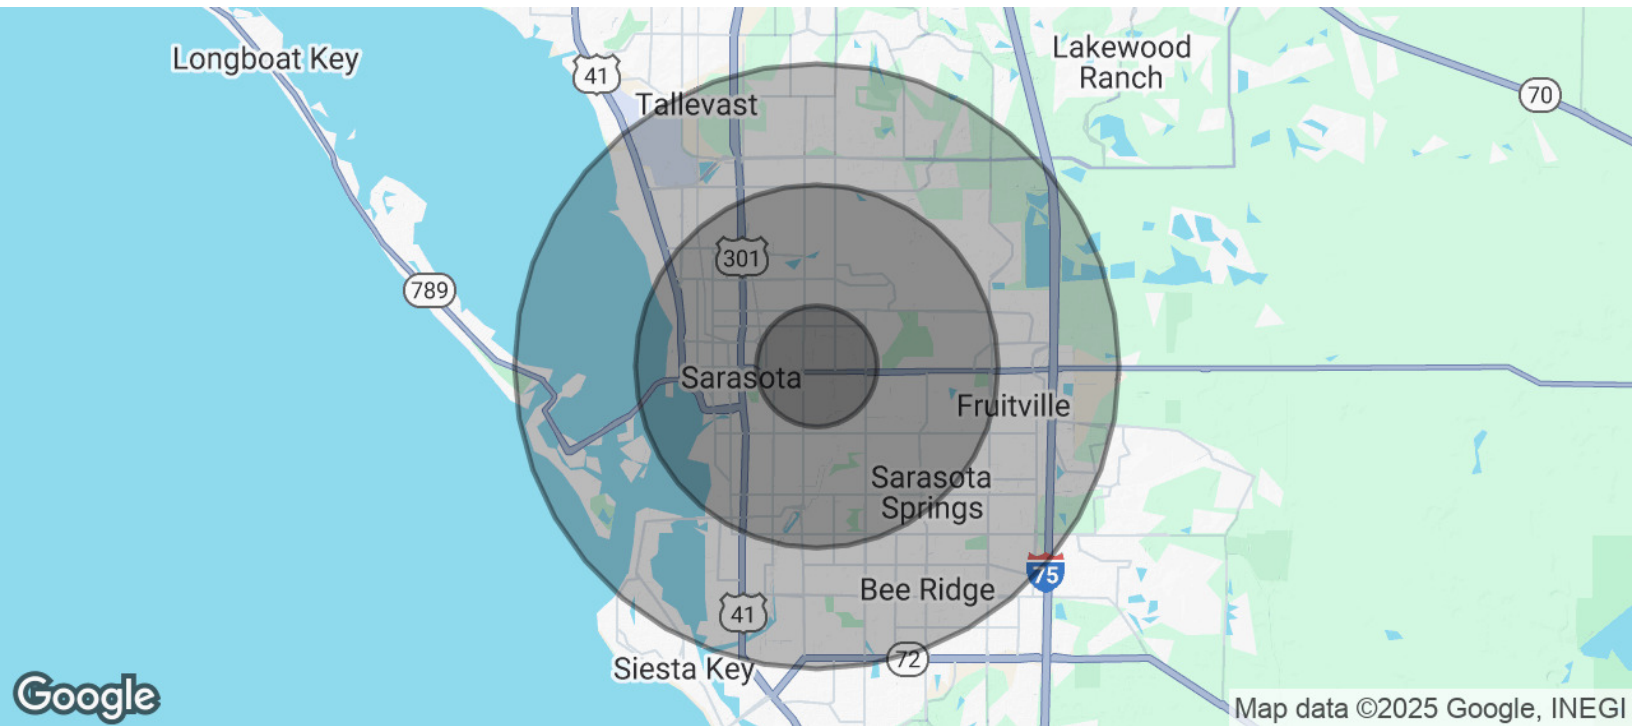 Longboat Key
41
Tallevast
Lakewood
Ranch
70
301
789
Sarasota
Fruitville
Sarasota
Springs
Bee Ridge
75
41
Siesta Key
72
Google
Map data ©2025 Google, INEGI